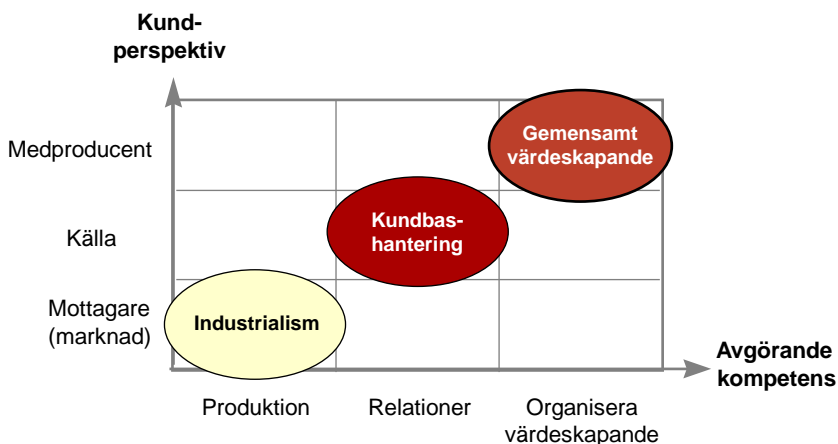 Kund-
perspektiv
Medproducent
Gemensamt
värdeskapande
Källa
Kundbas-
hantering
Mottagare
(marknad)
Industrialism
Avgörande
kompetens
Produktion
Relationer
Organisera
värdeskapande